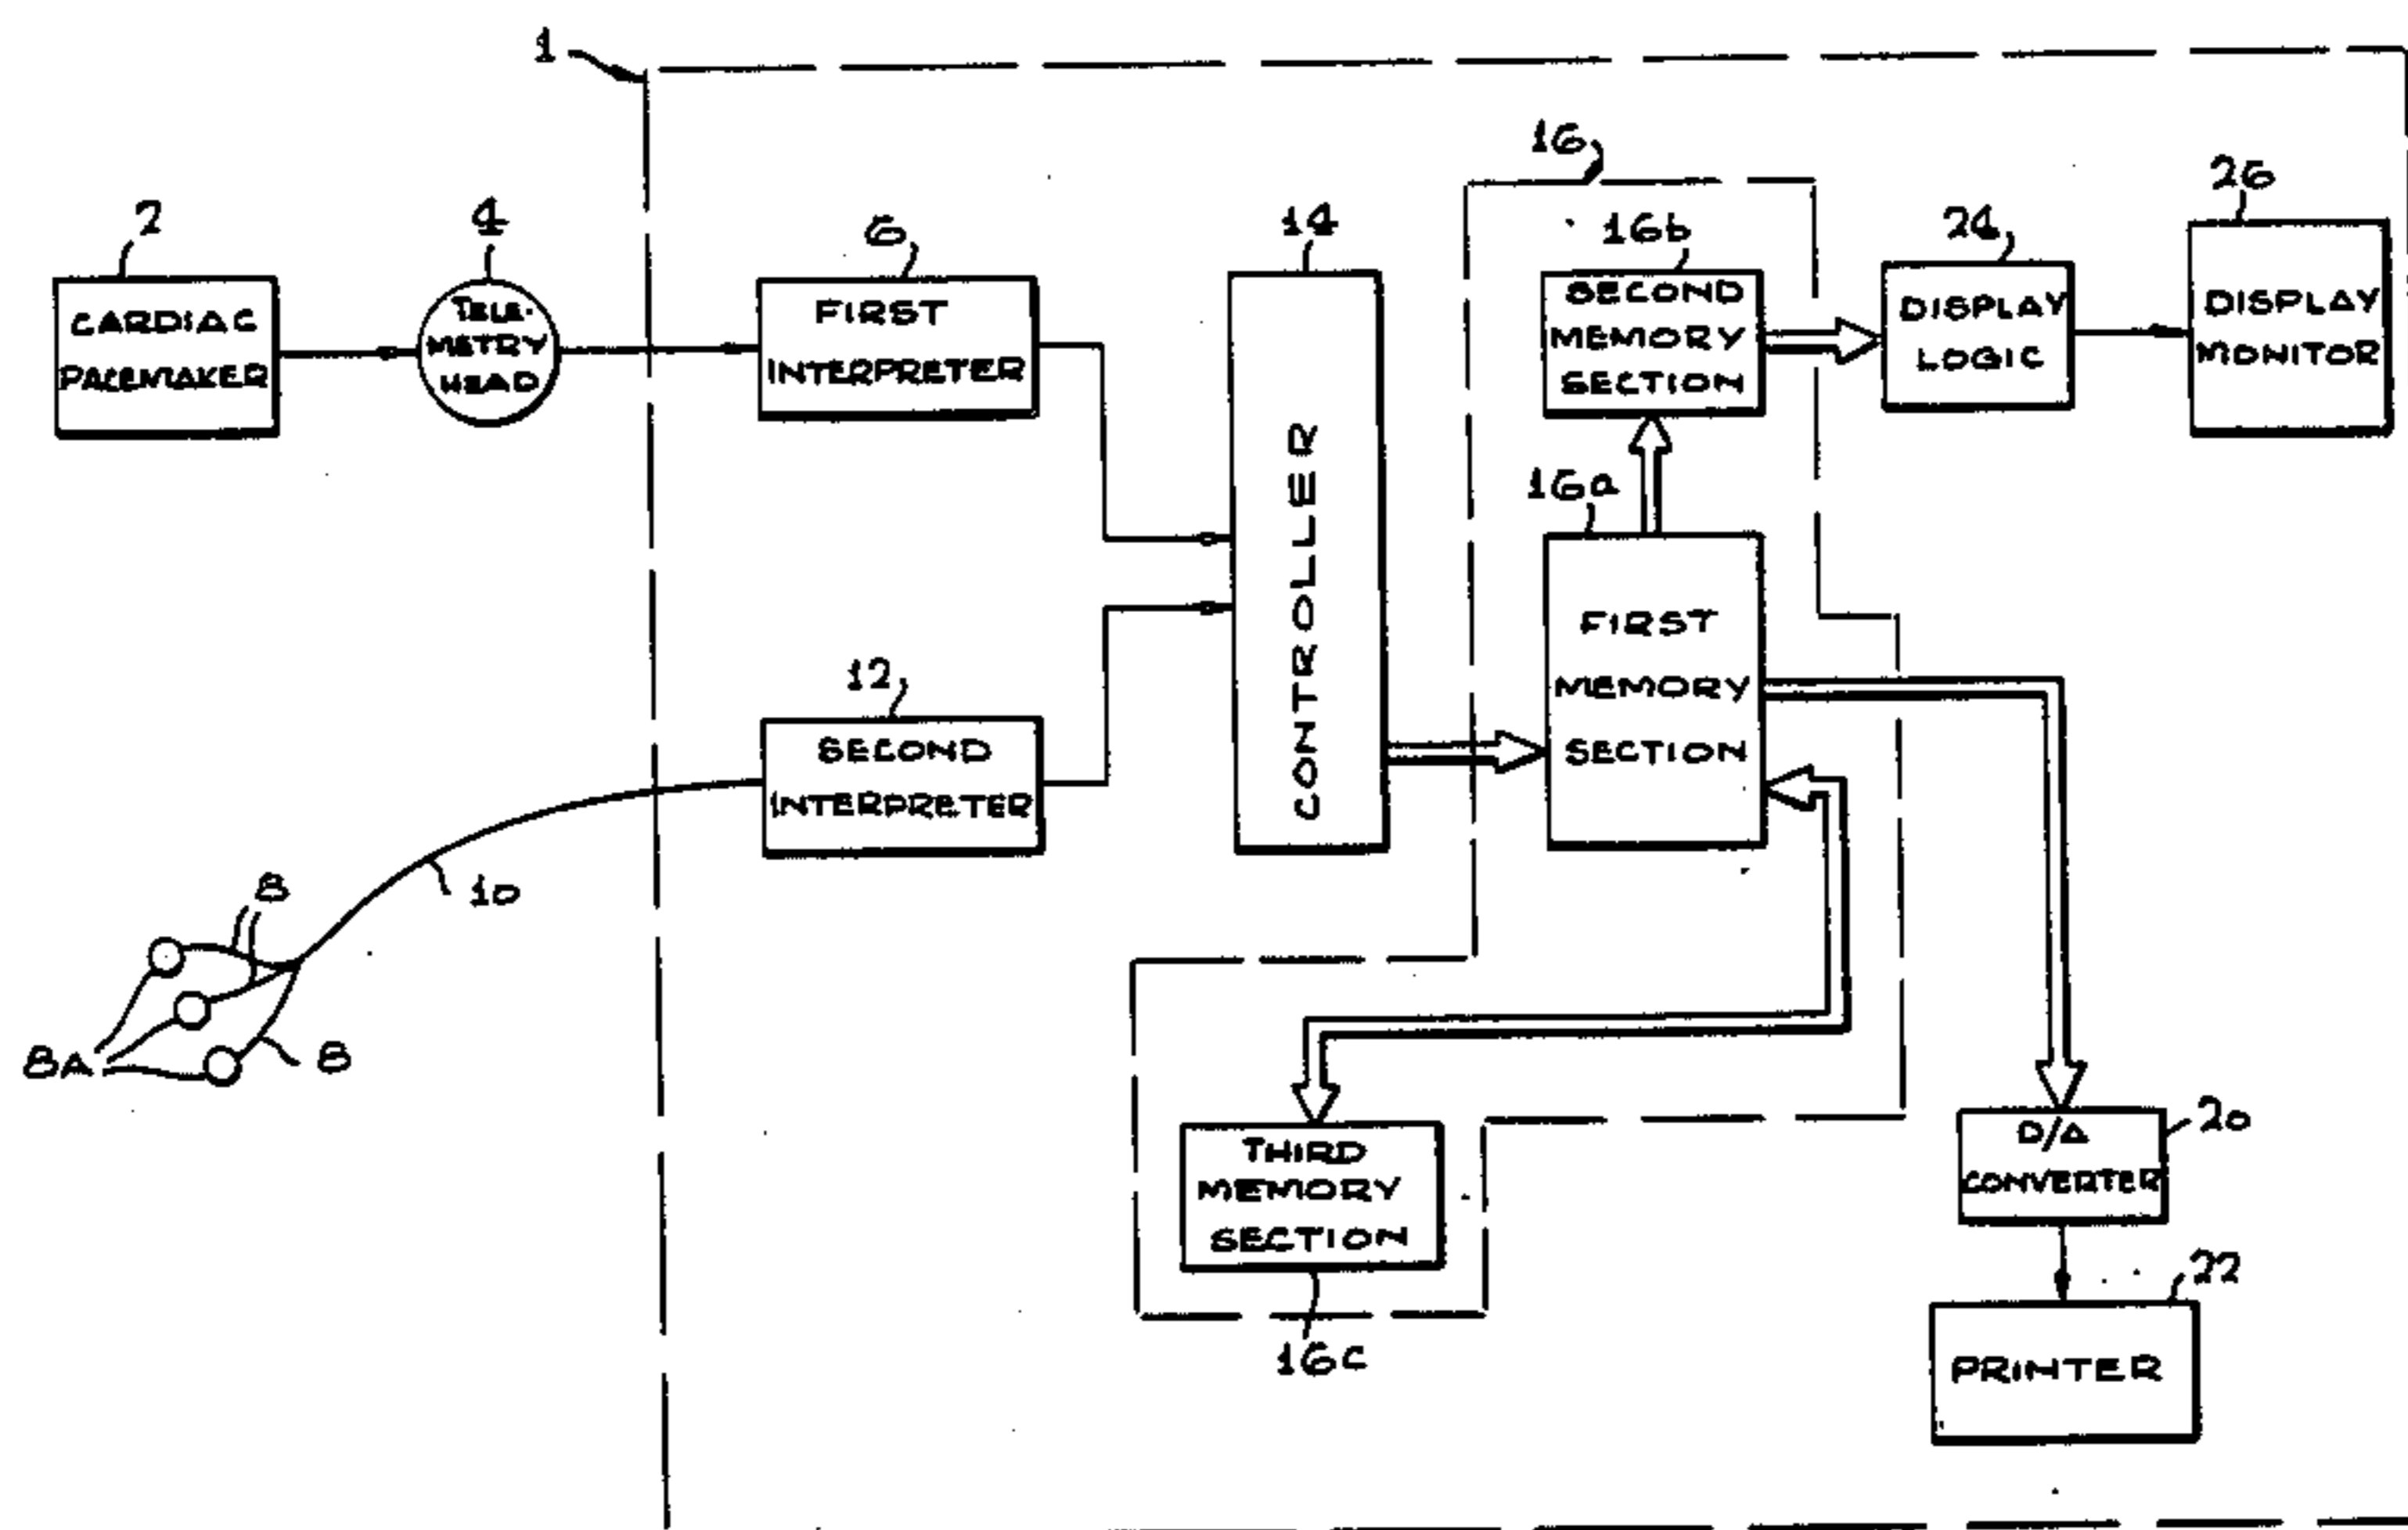 1
2
CARDIAC
PACEMAKER
4
TELE-
METRY
HEAD
6
FIRST
INTERPRETER
14
CONTROLLER
16
16b
SECOND
MEMORY
SECTION
24
DISPLAY
LOGIC
26
DISPLAY
MONITOR
16a
FIRST
MEMORY
SECTION
12
SECOND
INTERPRETER
10
8
8A
8
THIRD
MEMORY
SECTION
16c
D/A
CONVERTER
20
22
PRINTER